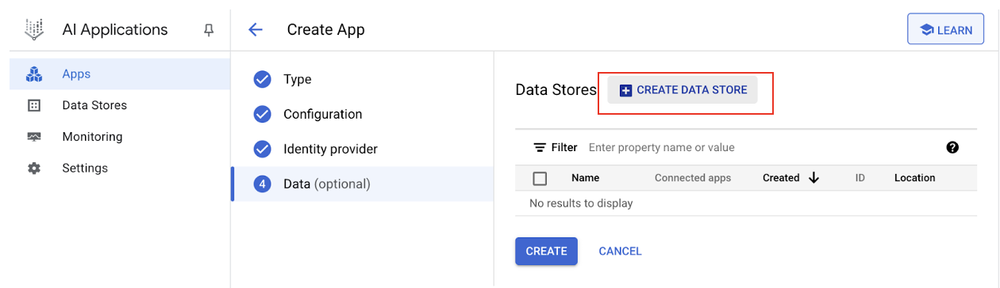 AI Applications
Create App
LEARN
Apps
Data Stores
Monitoring
Settings
Type
Configuration
Identity provider
4 Data (optional)
Data Stores
CREATE DATA STORE
Filter Enter property name or value
Name Connected apps Created ID Location
No results to display
CREATE CANCEL